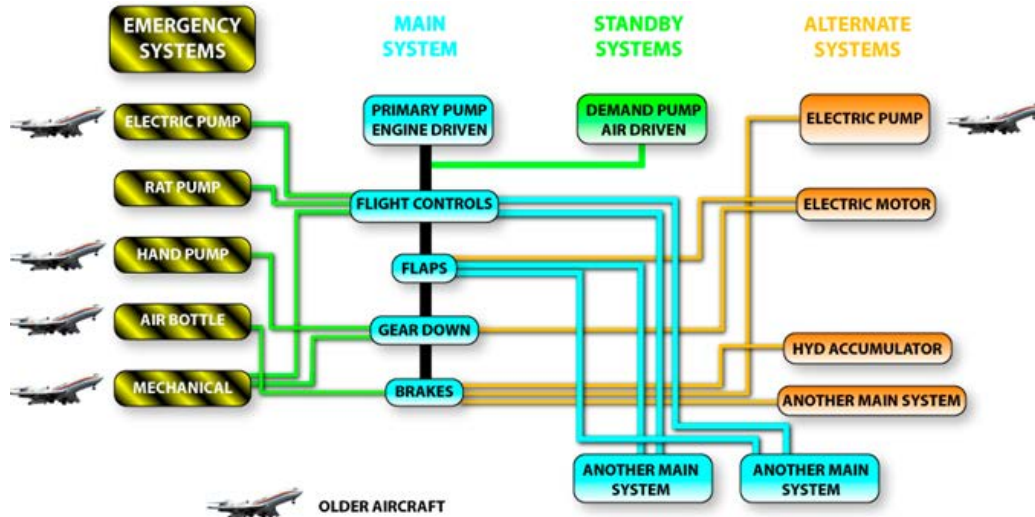 EMERGENCY
SYSTEMS
MAIN
SYSTEM
STANDBY
SYSTEMS
ALTERNATE
SYSTEMS
ELECTRIC PUMP
PRIMARY PUMP
ENGINE DRIVEN
DEMAND PUMP
AIR DRIVEN
ELECTRIC PUMP
RAT PUMP
FLIGHT CONTROLS
ELECTRIC MOTOR
HAND PUMP
FLAPS
AIR BOTTLE
GEAR DOWN
HYD ACCUMULATOR
MECHANICAL
BRAKES
ANOTHER MAIN SYSTEM
ANOTHER MAIN
SYSTEM
ANOTHER MAIN
SYSTEM
OLDER AIRCRAFT